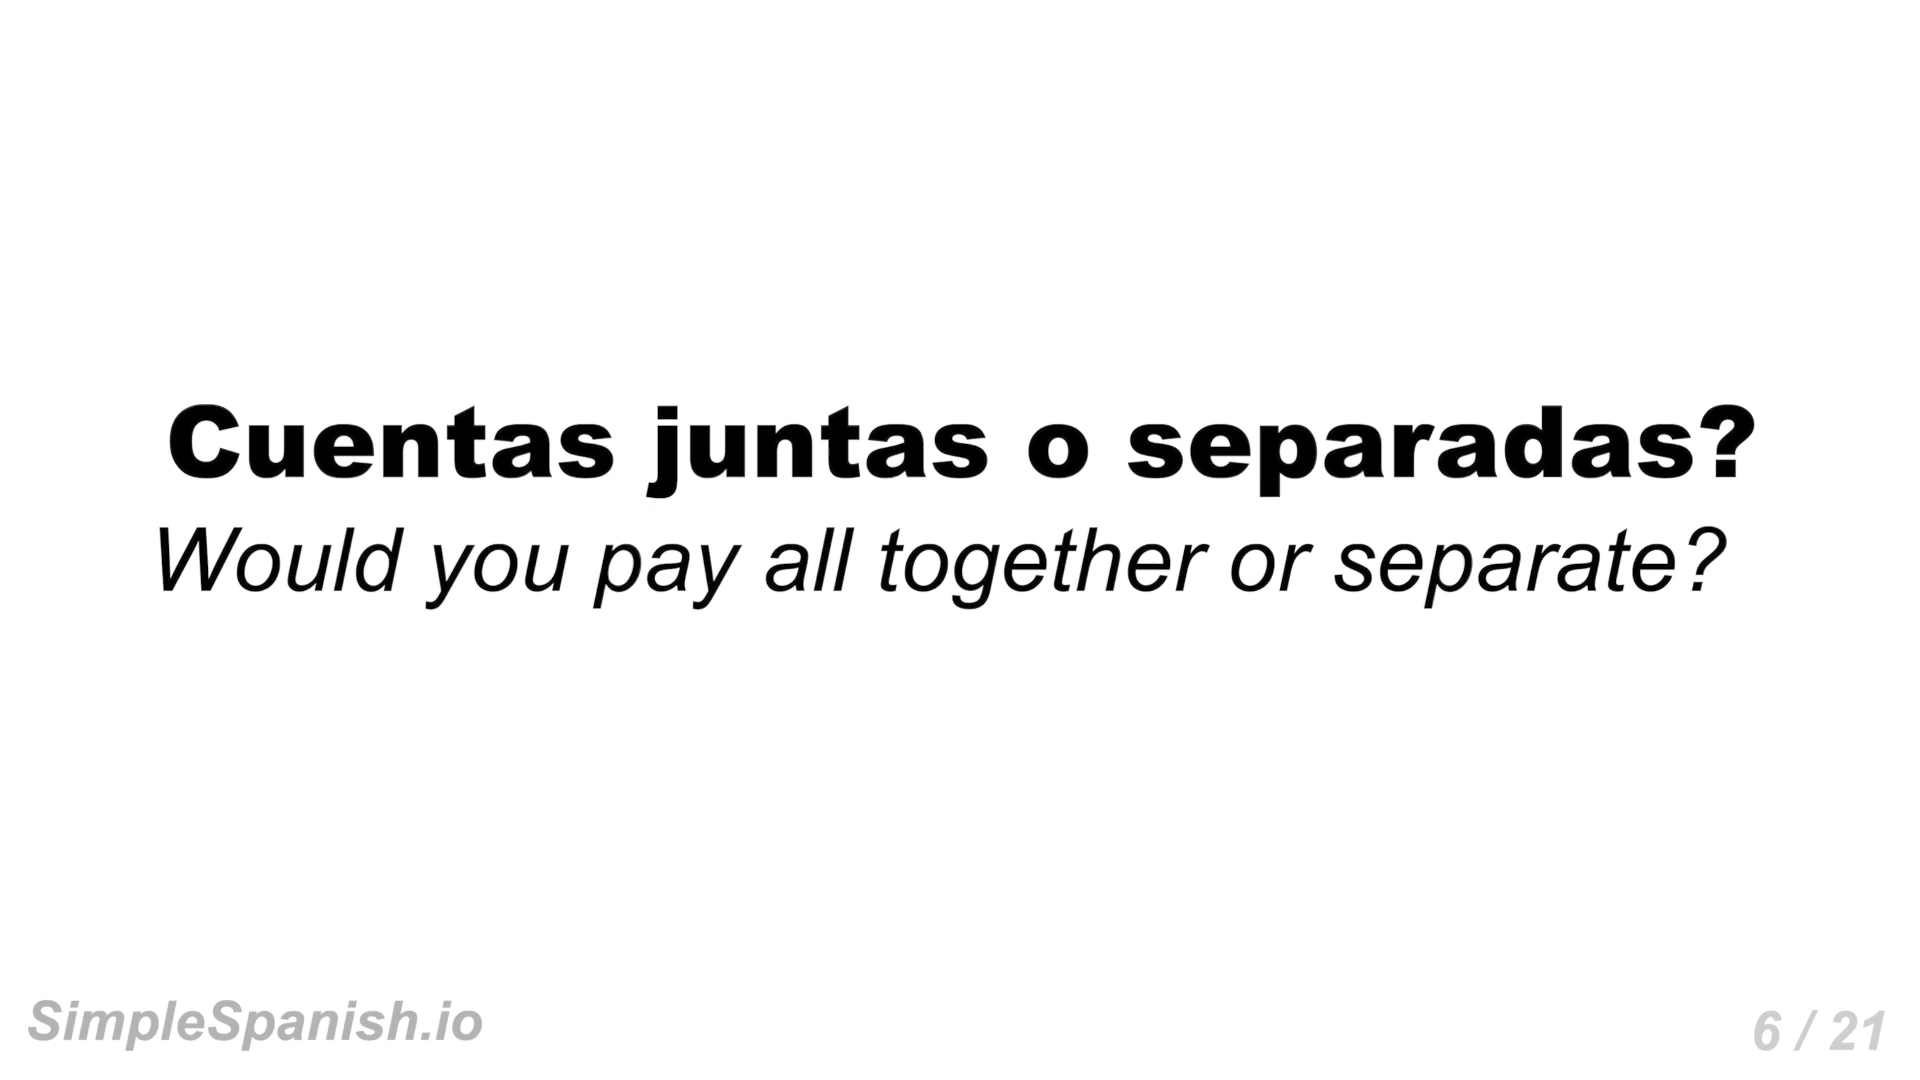 Cuentas juntas o separadas?
Would you pay all together or separate?
SimpleSpanish.io
6 / 21